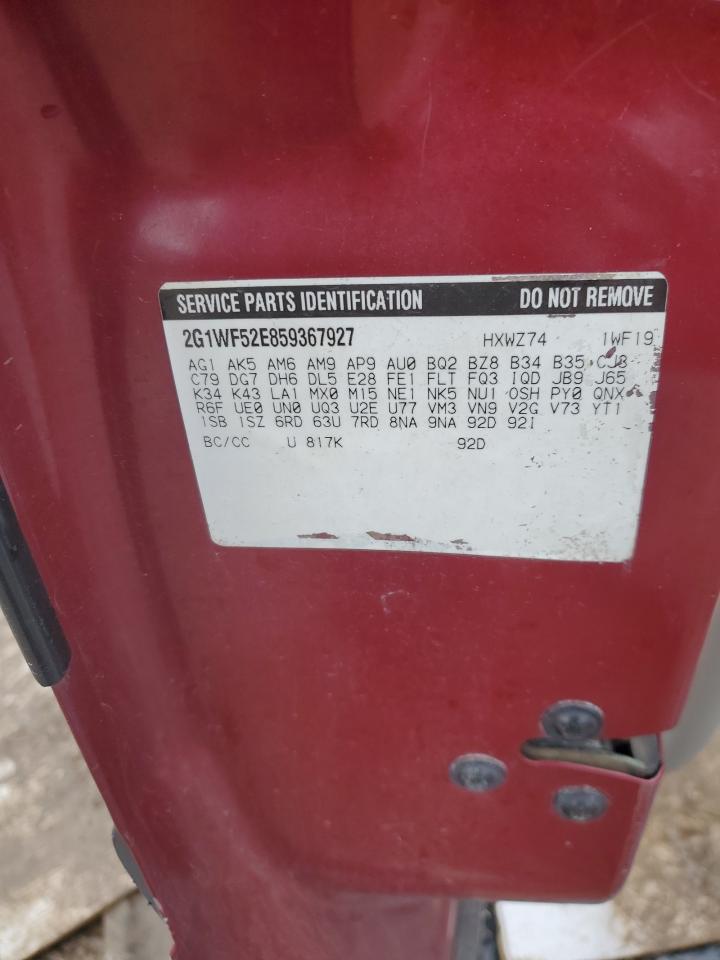 SERVICE PARTS IDENTIFICATION DO NOT REMOVE
2G1WF52E859367927 HXWZ74 1WF19
AG1 AK5 AM6 AM9 AP9 AU0 BQ2 BZ8 B34 B35 CJ3
C79 DG7 DH6 DL5 E28 FE1 FLT FQ3 IQD JB9 J65
K34 K43 LA1 MX0 M15 NE1 NK5 NU1 OSH PY0 QNX
R6F UE0 UN0 UQ3 U2E U77 VM3 VN9 V2G V73 YT1
1SB 1SZ 6RD 63U 7RD 8NA 9NA 92D 92I
BC/CC U 817K 92D